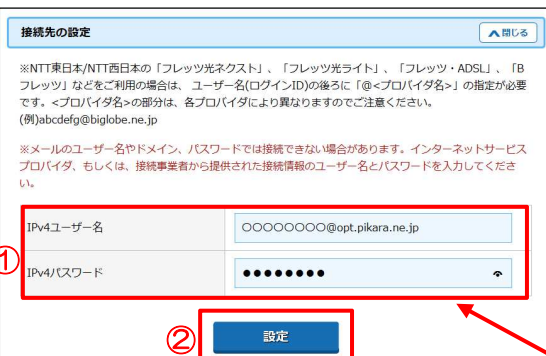 接続先の設定
閉じる
※NTT東日本/NTT西日本の「フレッツ光ネクスト」、「フレッツ光ライト」、「フレッツ・ADSL」、「B
フレッツ」などをご利用の場合は、 ユーザー名(ログインID)の後ろに「@<プロバイダ名>」の指定が必要
です。<プロバイダ名>の部分は、各プロバイダにより異なりますのでご注意ください。
(例)abcdefg@biglobe.ne.jp
※メールのユーザー名やドメイン、パスワードでは接続できない場合があります。インターネットサービス
プロバイダ、もしくは、接続事業者から提供された接続情報のユーザー名とパスワードを入力してくださ
い。
IPv4ユーザー名
○○○○○○○○@opt.pikara.ne.jp
①
IPv4パスワード
●●●●●●●●
②
設定